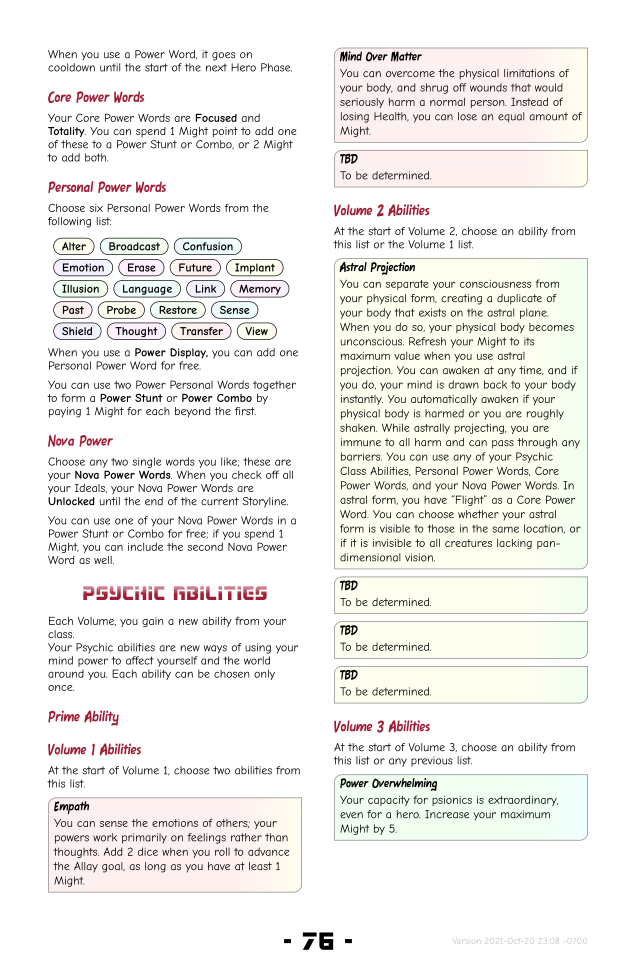 When you use a Power Word, it goes on
cooldown until the start of the next Hero Phase.
Core Power Words
Your Core Power Words are Focused and
Totality. You can spend 1 Might point to add one
of these to a Power Stunt or Combo, or 2 Might
to add both.
Personal Power Words
Choose six Personal Power Words from the
following list:
Alter Broadcast Confusion
Emotion Erase Future Implant
Illusion Language Link Memory
Past Probe Restore Sense
Shield Thought Transfer View
When you use a Power Display, you can add one
Personal Power Word for free.
You can use two Power Personal Words together
to form a Power Stunt or Power Combo by
paying 1 Might for each beyond the first.
Nova Power
Choose any two single words you like; these are
your Nova Power Words. When you check off all
your Ideals, your Nova Power Words are
Unlocked until the end of the current Storyline.
You can use one of your Nova Power Words in a
Power Stunt or Combo for free; if you spend 1
Might, you can include the second Nova Power
Word as well.
PSYCHIC ABILITIES
Each Volume, you gain a new ability from your
class.
Your Psychic abilities are new ways of using your
mind power to affect yourself and the world
around you. Each ability can be chosen only
once.
Prime Ability
Volume 1 Abilities
At the start of Volume 1, choose two abilities from
this list.
Empath
You can sense the emotions of others; your
powers work primarily on feelings rather than
thoughts. Add 2 dice when you roll to advance
the Allay goal, as long as you have at least 1
Might.
Mind Over Matter
You can overcome the physical limitations of
your body, and shrug off wounds that would
seriously harm a normal person. Instead of
losing Health, you can lose an equal amount of
Might.
TBD
To be determined.
Volume 2 Abilities
At the start of Volume 2, choose an ability from
this list or the Volume 1 list.
Astral Projection
You can separate your consciousness from
your physical form, creating a duplicate of
your body that exists on the astral plane.
When you do so, your physical body becomes
unconscious. Refresh your Might to its
maximum value when you use astral
projection. You can awaken at any time, and if
you do, your mind is drawn back to your body
instantly. You automatically awaken if your
physical body is harmed or you are roughly
shaken. While astrally projecting, you are
immune to all harm and can pass through any
barriers. You can use any of your Psychic
Class Abilities, Personal Power Words, Core
Power Words, and your Nova Power Words. In
astral form, you have “Flight” as a Core Power
Word. You can choose whether your astral
form is visible to those in the same location, or
if it is invisible to all creatures lacking pan-
dimensional vision.
TBD
To be determined.
TBD
To be determined.
TBD
To be determined.
Volume 3 Abilities
At the start of Volume 3, choose an ability from
this list or any previous list.
Power Overwhelming
Your capacity for psionics is extraordinary,
even for a hero. Increase your maximum
Might by 5.
- 76 -
Version 2021-Oct-20 23:08 -0700